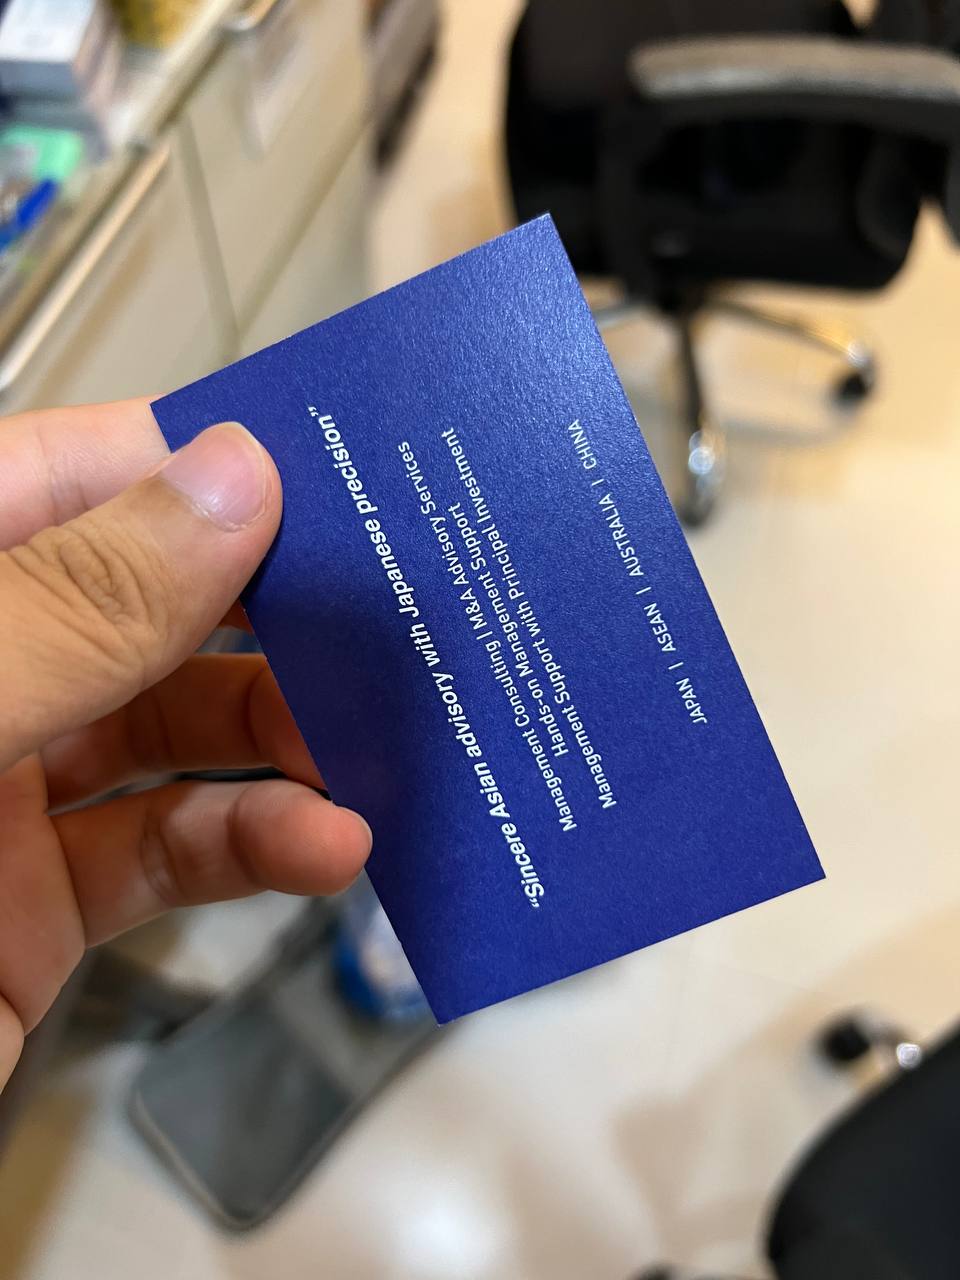 “Sincere Asian advisory with Japanese precision”
Management Consulting | M&A Advisory Services
Hands-on Management Support
Management Support with Principal Investment
JAPAN | ASEAN | AUSTRALIA | CHINA